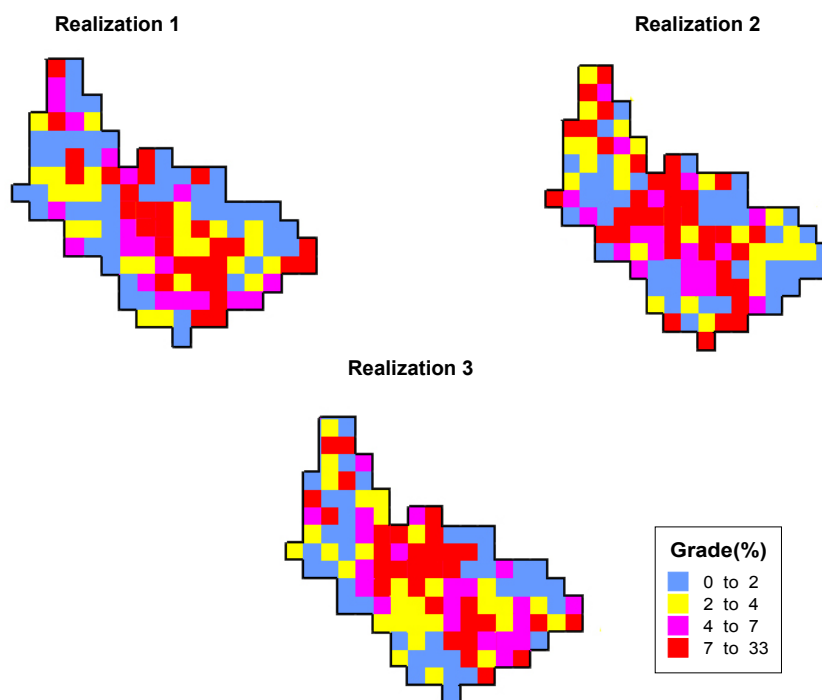 Realization 1
Realization 2
Realization 3
Grade(%)
0 to 2
2 to 4
4 to 7
7 to 33